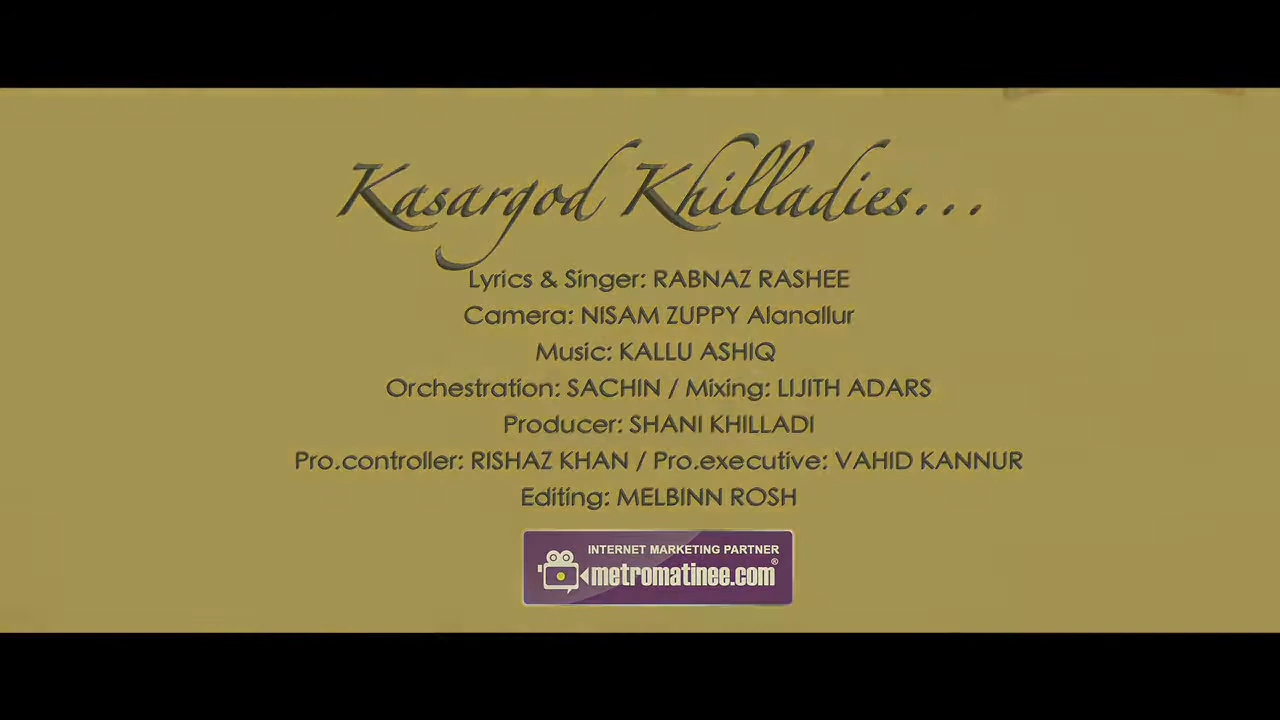 Kasargod Khilladies...
Lyrics & Singer: RABNAZ RASHEE
Camera: NISAM ZUPPY Alanallur
Music: KALLU ASHIQ
Orchestration: SACHIN / Mixing: LIJITH ADARS
Producer: SHANI KHILLADI
Pro.controller: RISHAZ KHAN / Pro.executive: VAHID KANNUR
Editing: MELBINN ROSH
INTERNET MARKETING PARTNER
metromatinee.com®